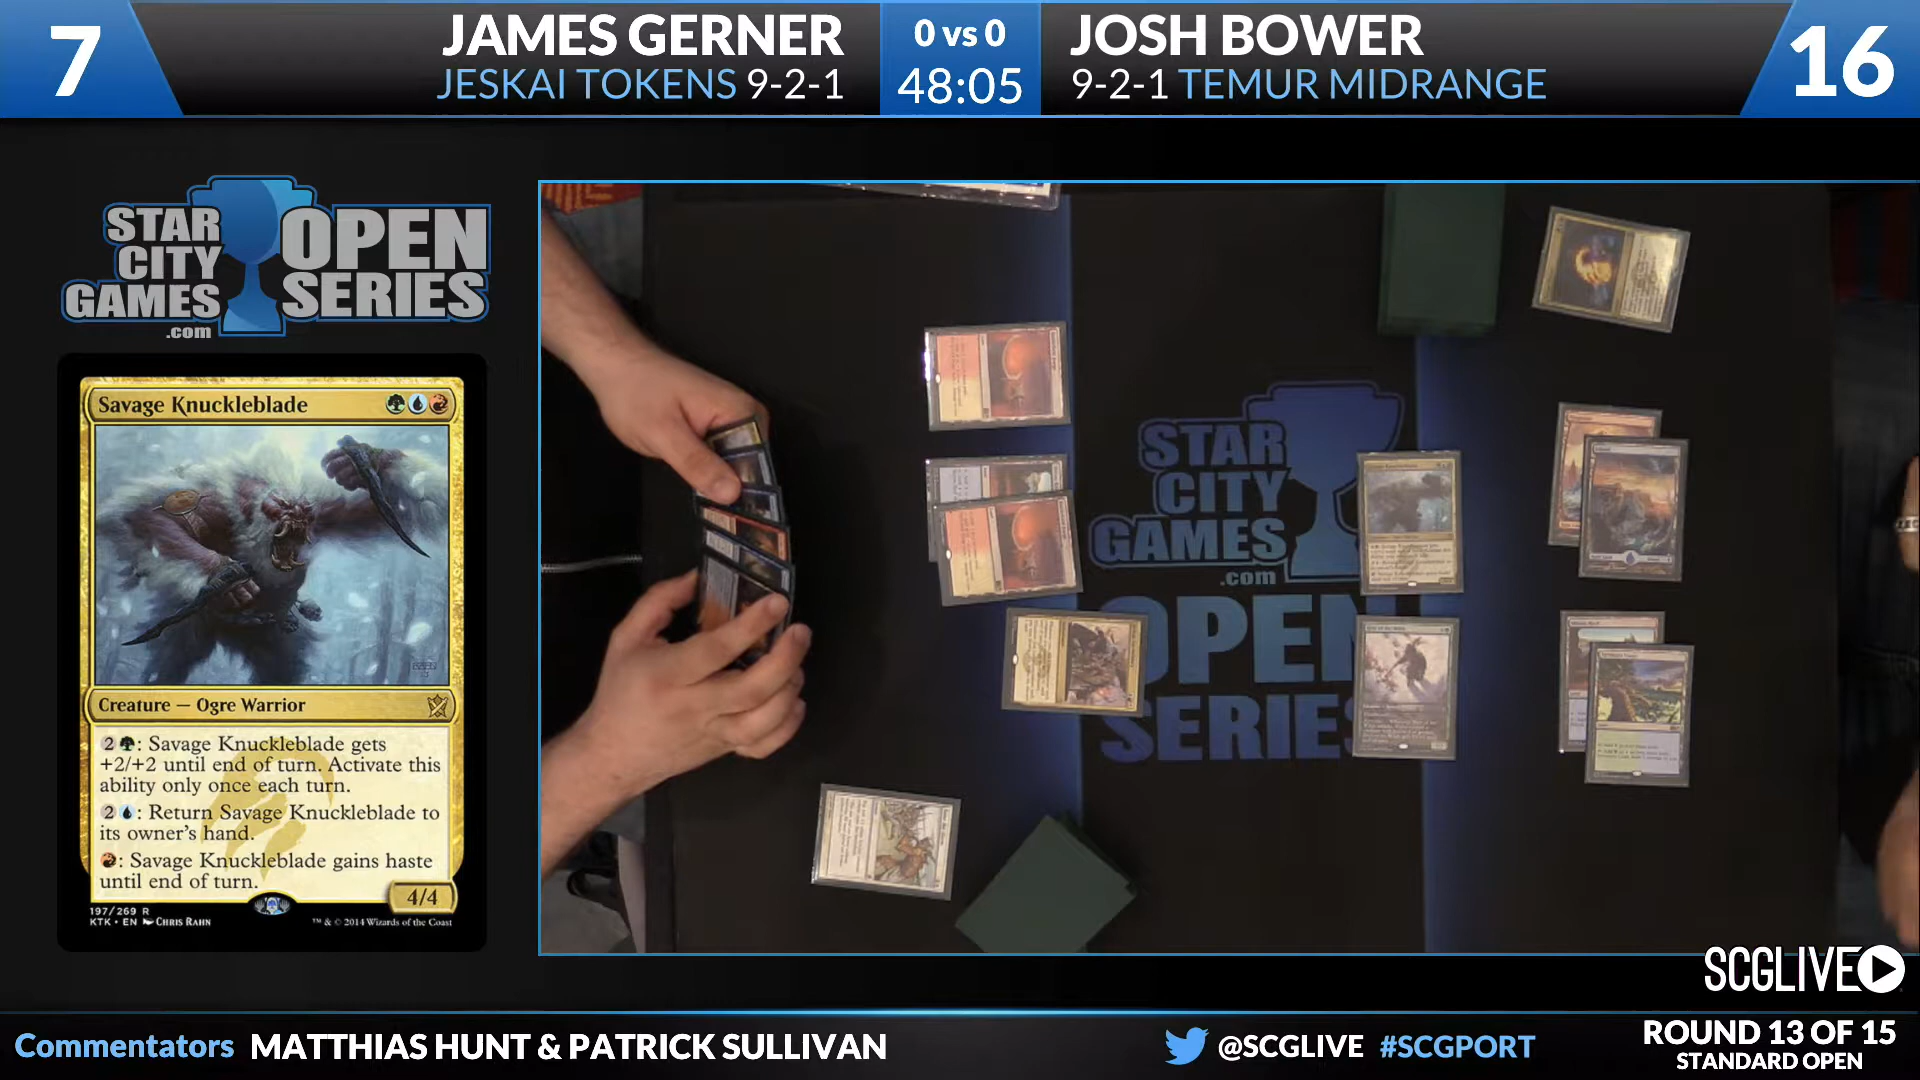 7
JAMES GERNER
JESKAI TOKENS 9-2-1
0 vs 0
48:05
JOSH BOWER
9-2-1 TEMUR MIDRANGE
16
STAR CITY GAMES .com OPEN SERIES
Savage Knuckleblade
Creature — Ogre Warrior
2: Savage Knuckleblade gets
+2/+2 until end of turn. Activate this
ability only once each turn.
2: Return Savage Knuckleblade to
its owner's hand.
: Savage Knuckleblade gains haste
until end of turn.
4/4
197/269 R
KTK • EN CHRIS RAHN
™ & © 2014 Wizards of the Coast
STAR
CITY
GAMES
.com
OPEN
SERIES
SCGLIVE
Commentators MATTHIAS HUNT & PATRICK SULLIVAN
@SCGLIVE #SCGPORT
ROUND 13 OF 15
STANDARD OPEN